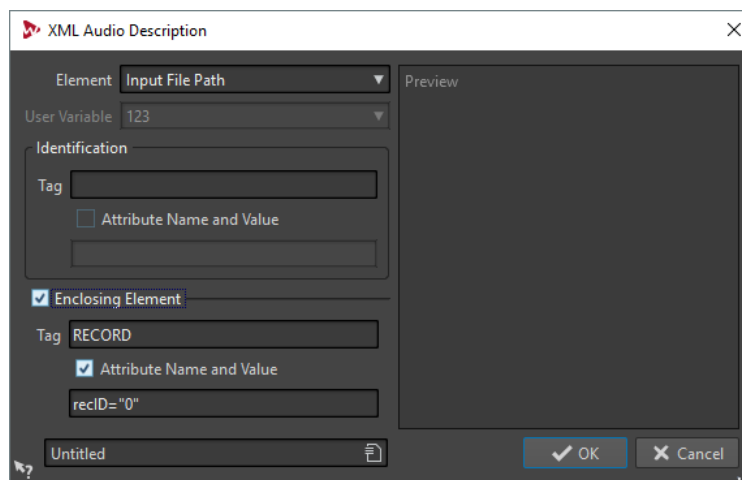 XML Audio Description
Element Input File Path
Preview
User Variable 123
Identification
Tag
Attribute Name and Value
Enclosing Element
Tag RECORD
Attribute Name and Value
recID="0"
Untitled
OK
Cancel